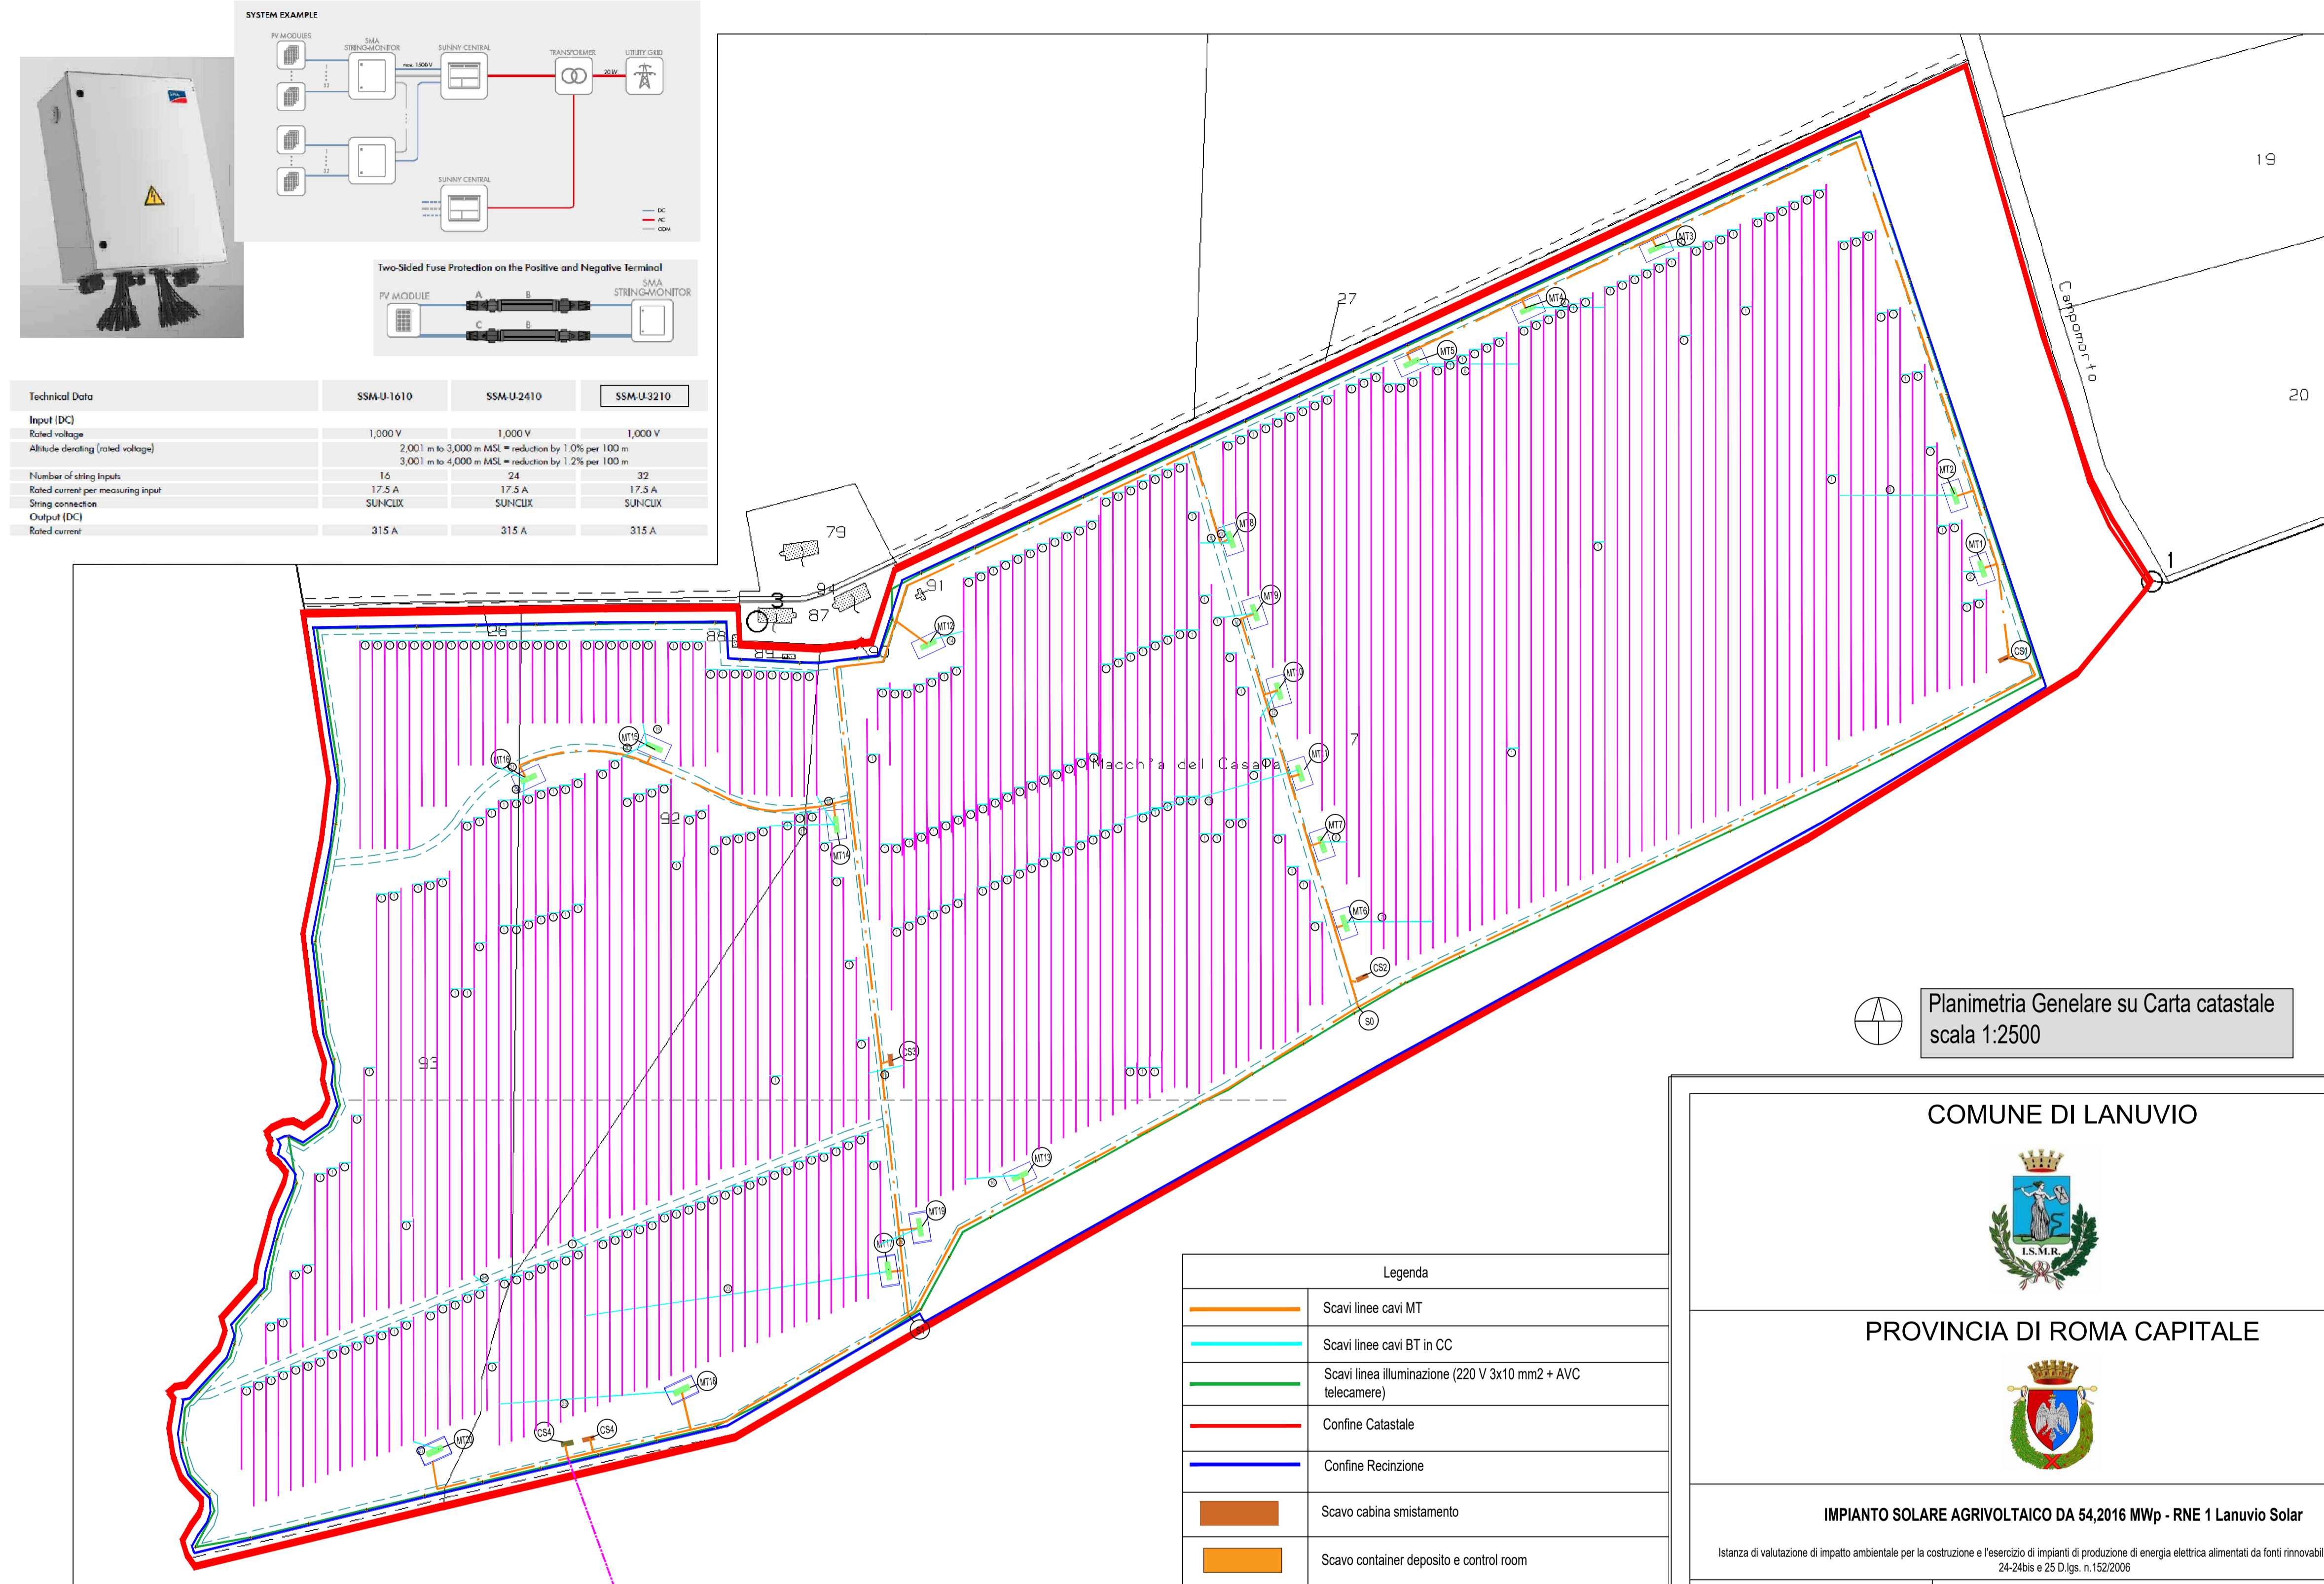 SYSTEM EXAMPLE
PV MODULES
SMA
STRING-MONITOR
SUNNY CENTRAL
TRANSFORMER
UTILITY GRID
max. 1500 V
20 kV
32
32
SUNNY CENTRAL
DC
AC
COM
Two-Sided Fuse Protection on the Positive and Negative Terminal
PV MODULE
A
B
SMA
STRING-MONITOR
C
B
Technical Data SSM-U-1610 SSM-U-2410 SSM-U-3210
Input (DC)
Rated voltage 1,000 V 1,000 V 1,000 V
Altitude derating (rated voltage) 2,001 m to 3,000 m MSL = reduction by 1.0% per 100 m
3,001 m to 4,000 m MSL = reduction by 1.2% per 100 m
Number of string inputs 16 24 32
Rated current per measuring input 17.5 A 17.5 A 17.5 A
String connection SUNCLIX SUNCLIX SUNCLIX
Output (DC)
Rated current 315 A 315 A 315 A
19
20
Campomorto
27
MT3
MT4
MT5
MT2
MT1
1
CS1
79
94
3
87
88
89
90
91
26
MT12
MT8
MT9
MT10
MT11
7
Macchia del Casale
MT7
MT6
CS2
S0
MT15
MT16
MT14
92
93
CS3
MT13
MT19
MT17
S1
MT18
CS4
CS4
MT20
Planimetria Genelare su Carta catastale
scala 1:2500
Legenda
Scavi linee cavi MT
Scavi linee cavi BT in CC
Scavi linea illuminazione (220 V 3x10 mm2 + AVC
telecamere)
Confine Catastale
Confine Recinzione
Scavo cabina smistamento
Scavo container deposito e control room
COMUNE DI LANUVIO
I.S.M.R.
PROVINCIA DI ROMA CAPITALE
IMPIANTO SOLARE AGRIVOLTAICO DA 54,2016 MWp - RNE 1 Lanuvio Solar
Istanza di valutazione di impatto ambientale per la costruzione e l'esercizio di impianti di produzione di energia elettrica alimentati da fonti rinnovabil
24-24bis e 25 D.lgs. n.152/2006